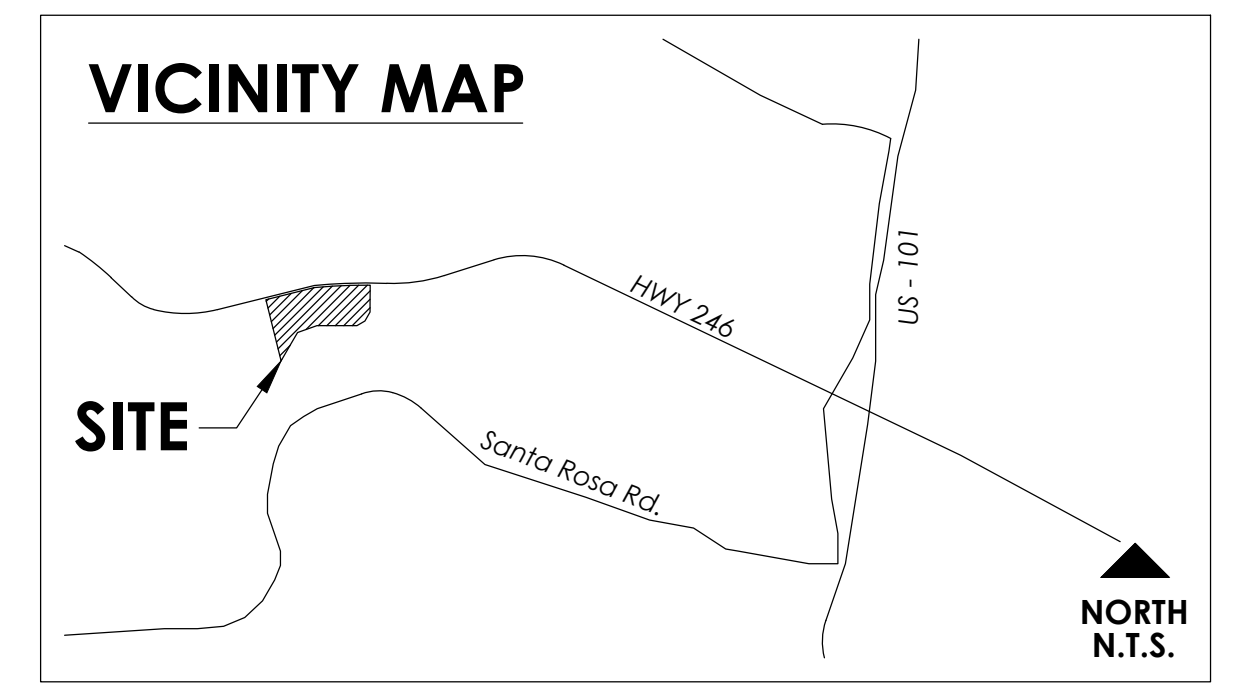 VICINITY MAP
US - 101
HWY 246
SITE
Santa Rosa Rd.
NORTH
N.T.S.